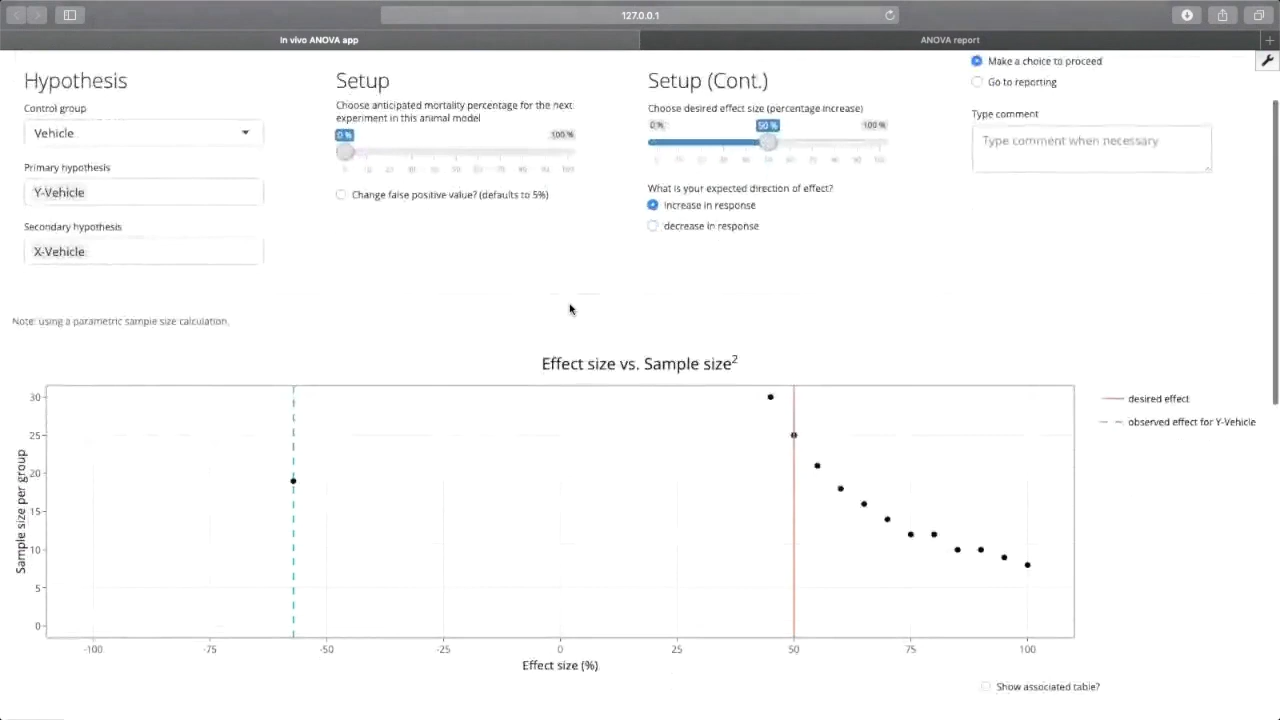 127.0.0.1
In vivo ANOVA app
ANOVA report
Hypothesis
Control group
Vehicle
Primary hypothesis
Y-Vehicle
Secondary hypothesis
X-Vehicle
Setup
Choose anticipated mortality percentage for the next
experiment in this animal model
0 % 100 %
Change false positive value? (defaults to 5%)
Setup (Cont.)
Choose desired effect size (percentage increase)
0 % 50 % 100 %
What is your expected direction of effect?
increase in response
decrease in response
Make a choice to proceed
Go to reporting
Type comment
Type comment when necessary
Note: using a parametric sample size calculation.
Effect size vs. Sample size²
Sample size per group
30
25
20
15
10
5
0
-100 -75 -50 -25 0 25 50 75 100
Effect size (%)
desired effect
observed effect for Y-Vehicle
Show associated table?